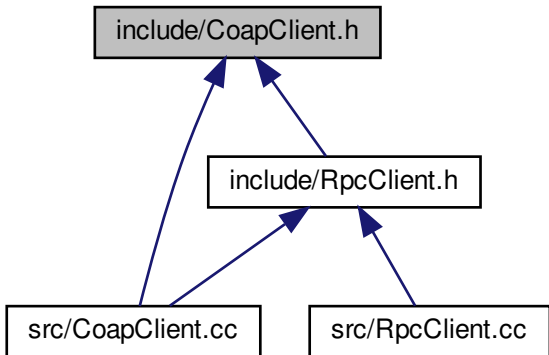 include/CoapClient.h
include/RpcClient.h
src/CoapClient.cc
src/RpcClient.cc